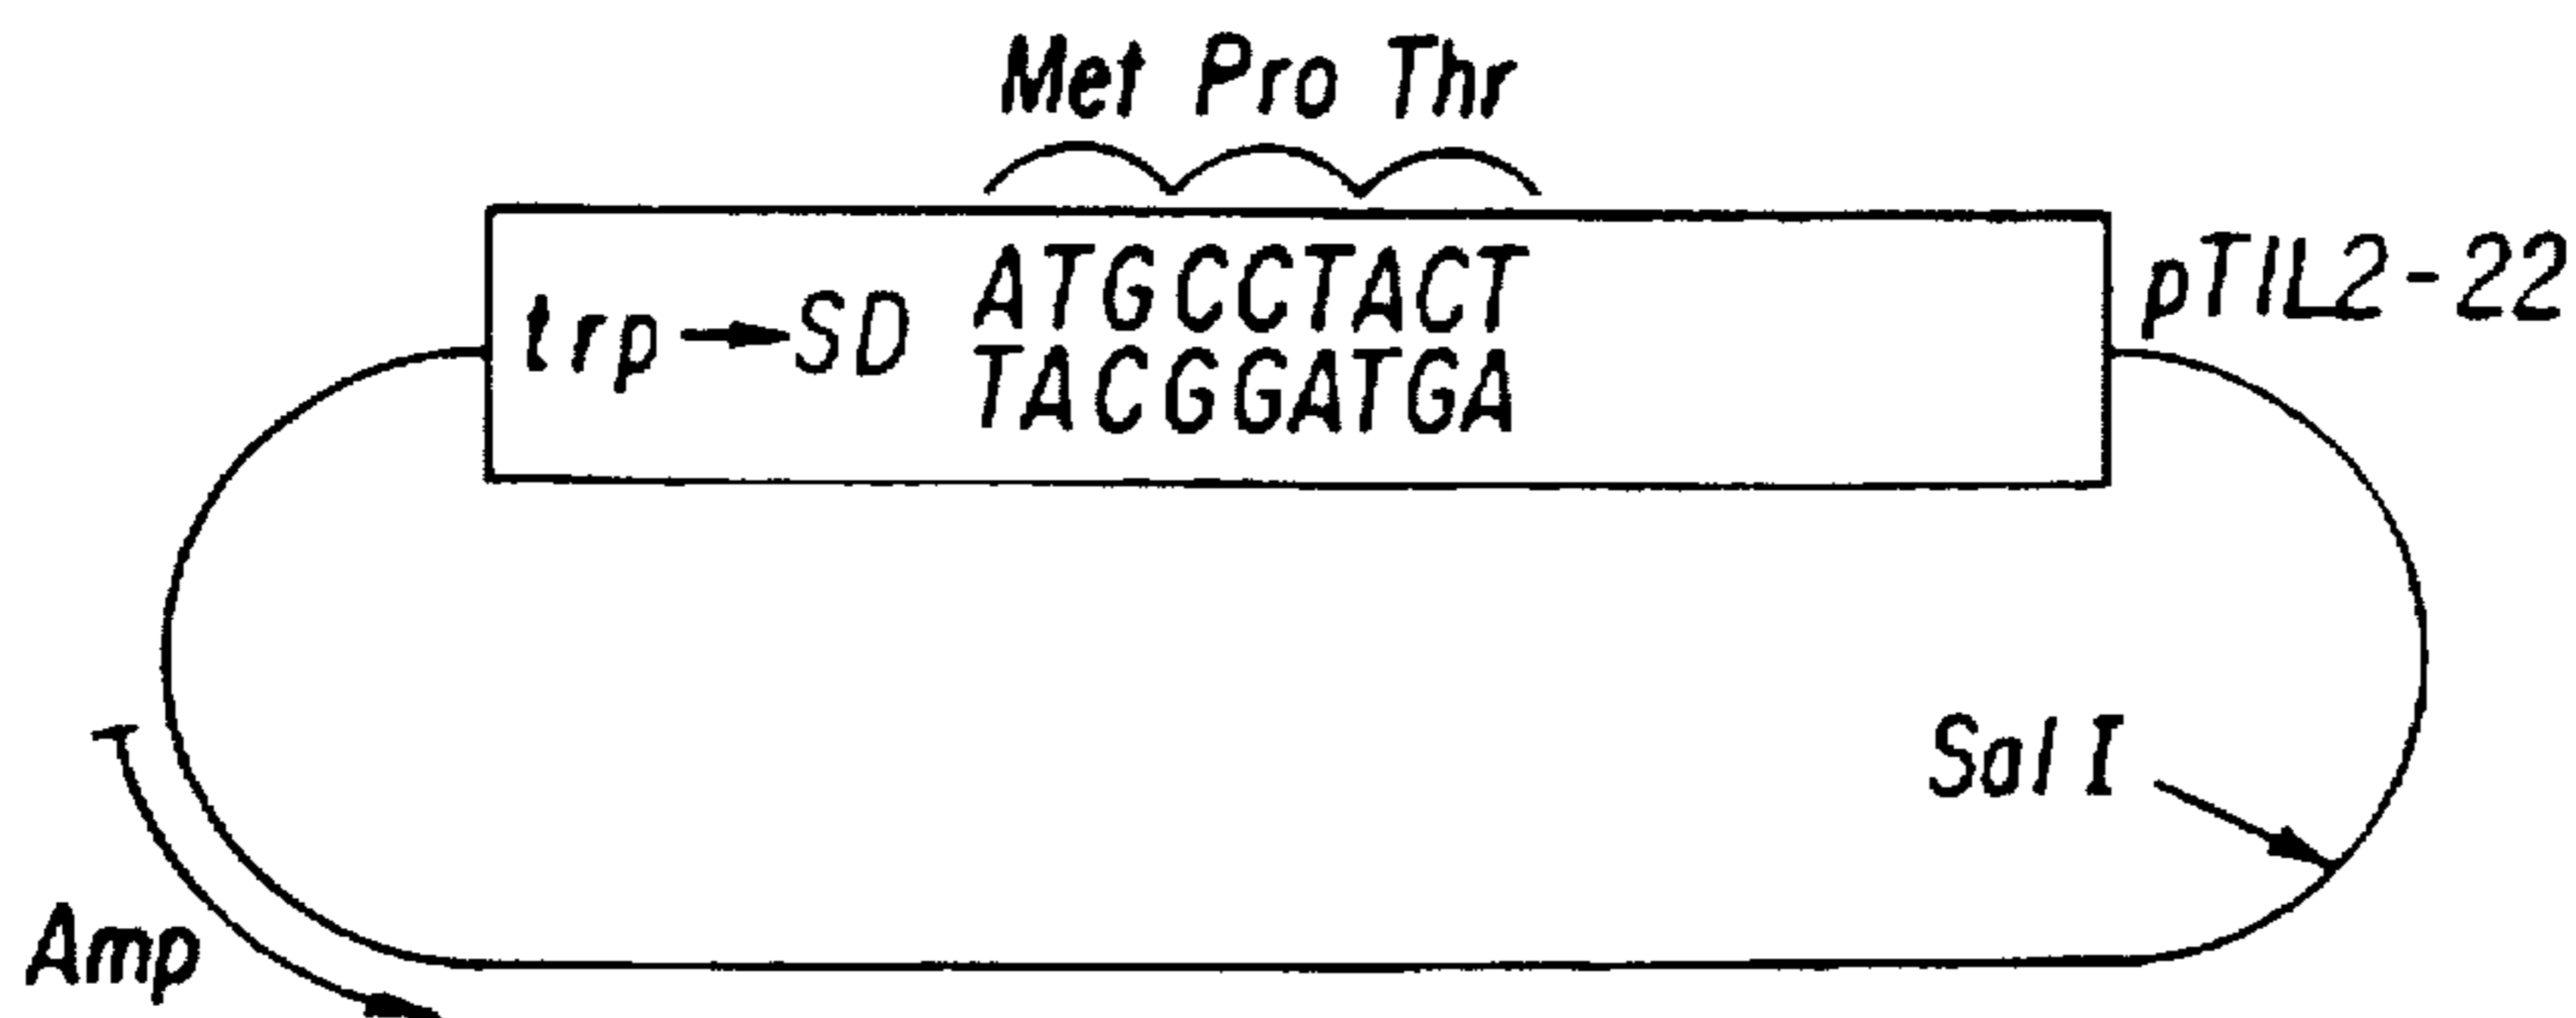 Met Pro Thr
trp → SD ATGCCTACT
TACGGATGA
pTIL2-22
Sal I
Amp